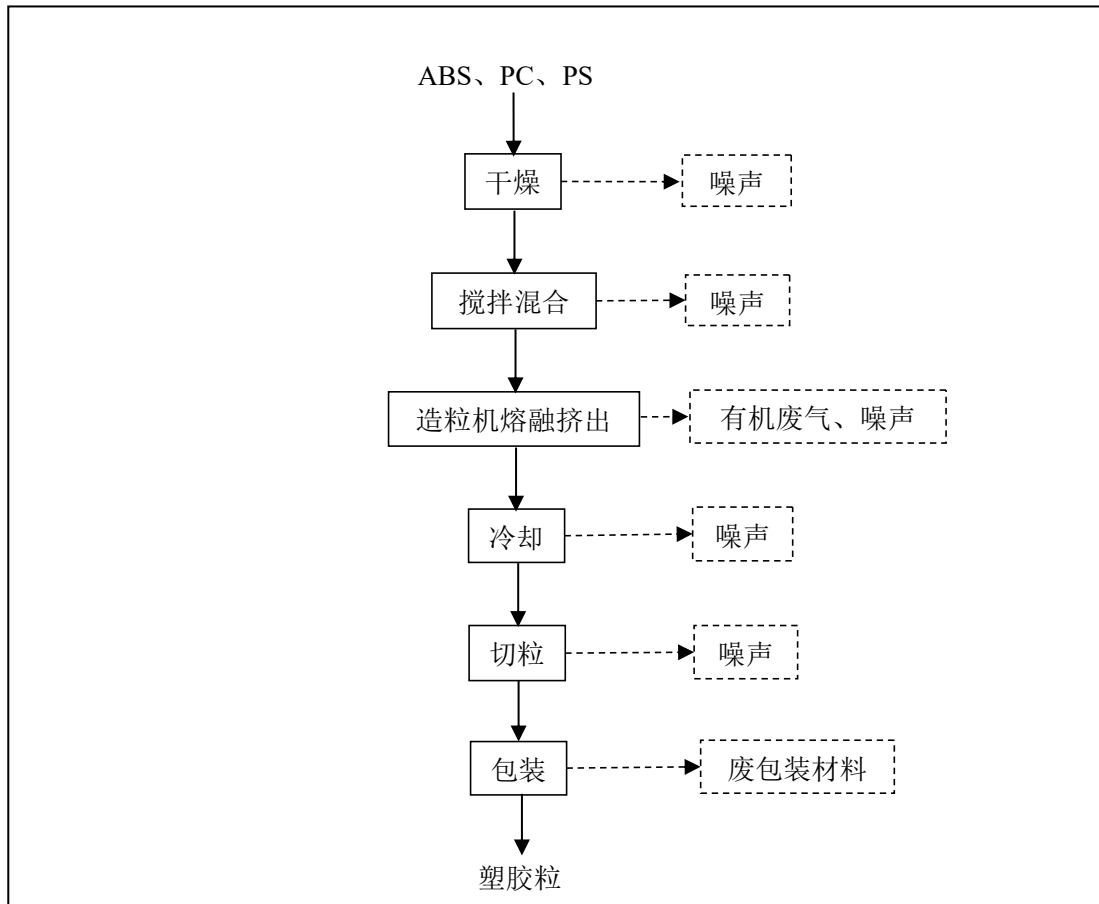 ABS、PC、PS
干燥
噪声
搅拌混合
噪声
造粒机熔融挤出
有机废气、噪声
冷却
噪声
切粒
噪声
包装
废包装材料
塑胶粒